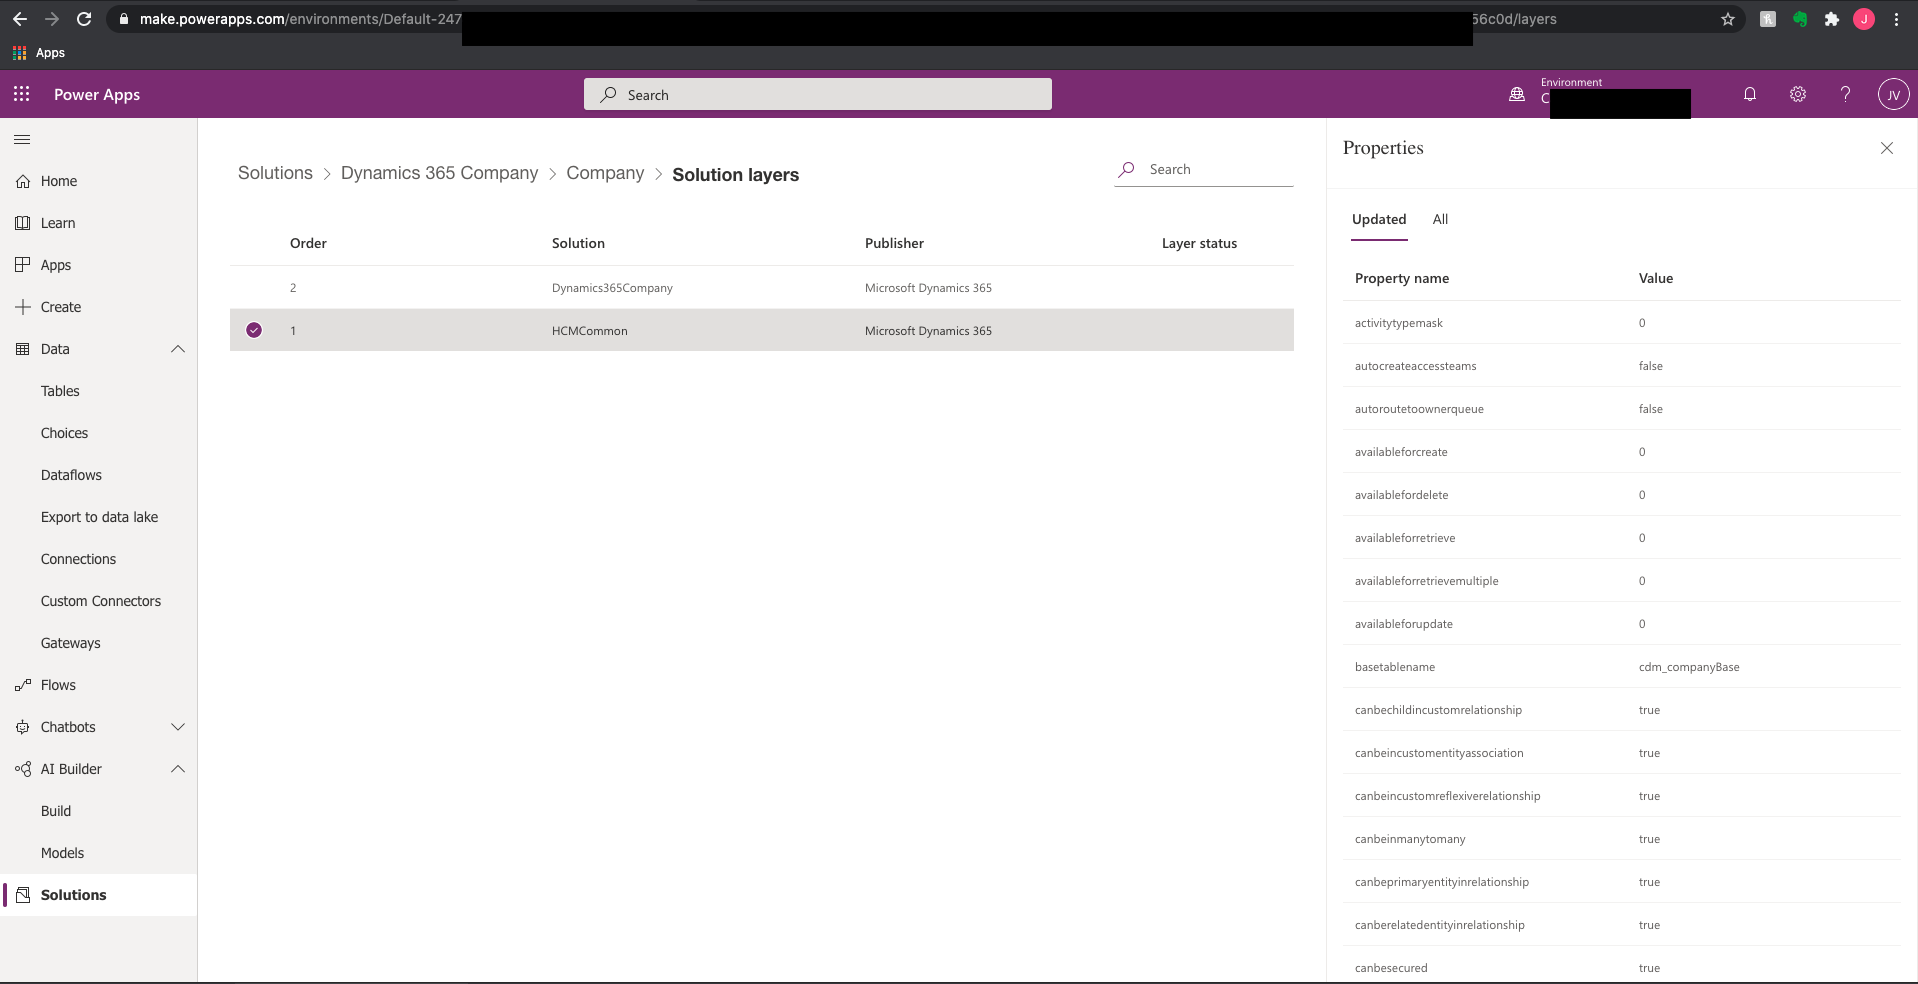 make.powerapps.com/environments/Default-247
56c0d/layers
J
Apps
Power Apps
Search
Environment
C
?
JV
Home
Learn
Apps
Create
Data
Tables
Choices
Dataflows
Export to data lake
Connections
Custom Connectors
Gateways
Flows
Chatbots
AI Builder
Build
Models
Solutions
Solutions > Dynamics 365 Company > Company > Solution layers
Search
Order Solution Publisher Layer status
2 Dynamics365Company Microsoft Dynamics 365
1 HCMCommon Microsoft Dynamics 365
Properties
Updated All
Property name Value
activitytypemask 0
autocreateaccessteams false
autoroutetoownerqueue false
availableforcreate 0
availablefordelete 0
availableforretrieve 0
availableforretrievemultiple 0
availableforupdate 0
basetablename cdm_companyBase
canbechildincustomrelationship true
canbeincustomentityassociation true
canbeincustomreflexiverelationship true
canbeinmanytomany true
canbeprimaryentityinrelationship true
canberelatedentityinrelationship true
canbesecured true